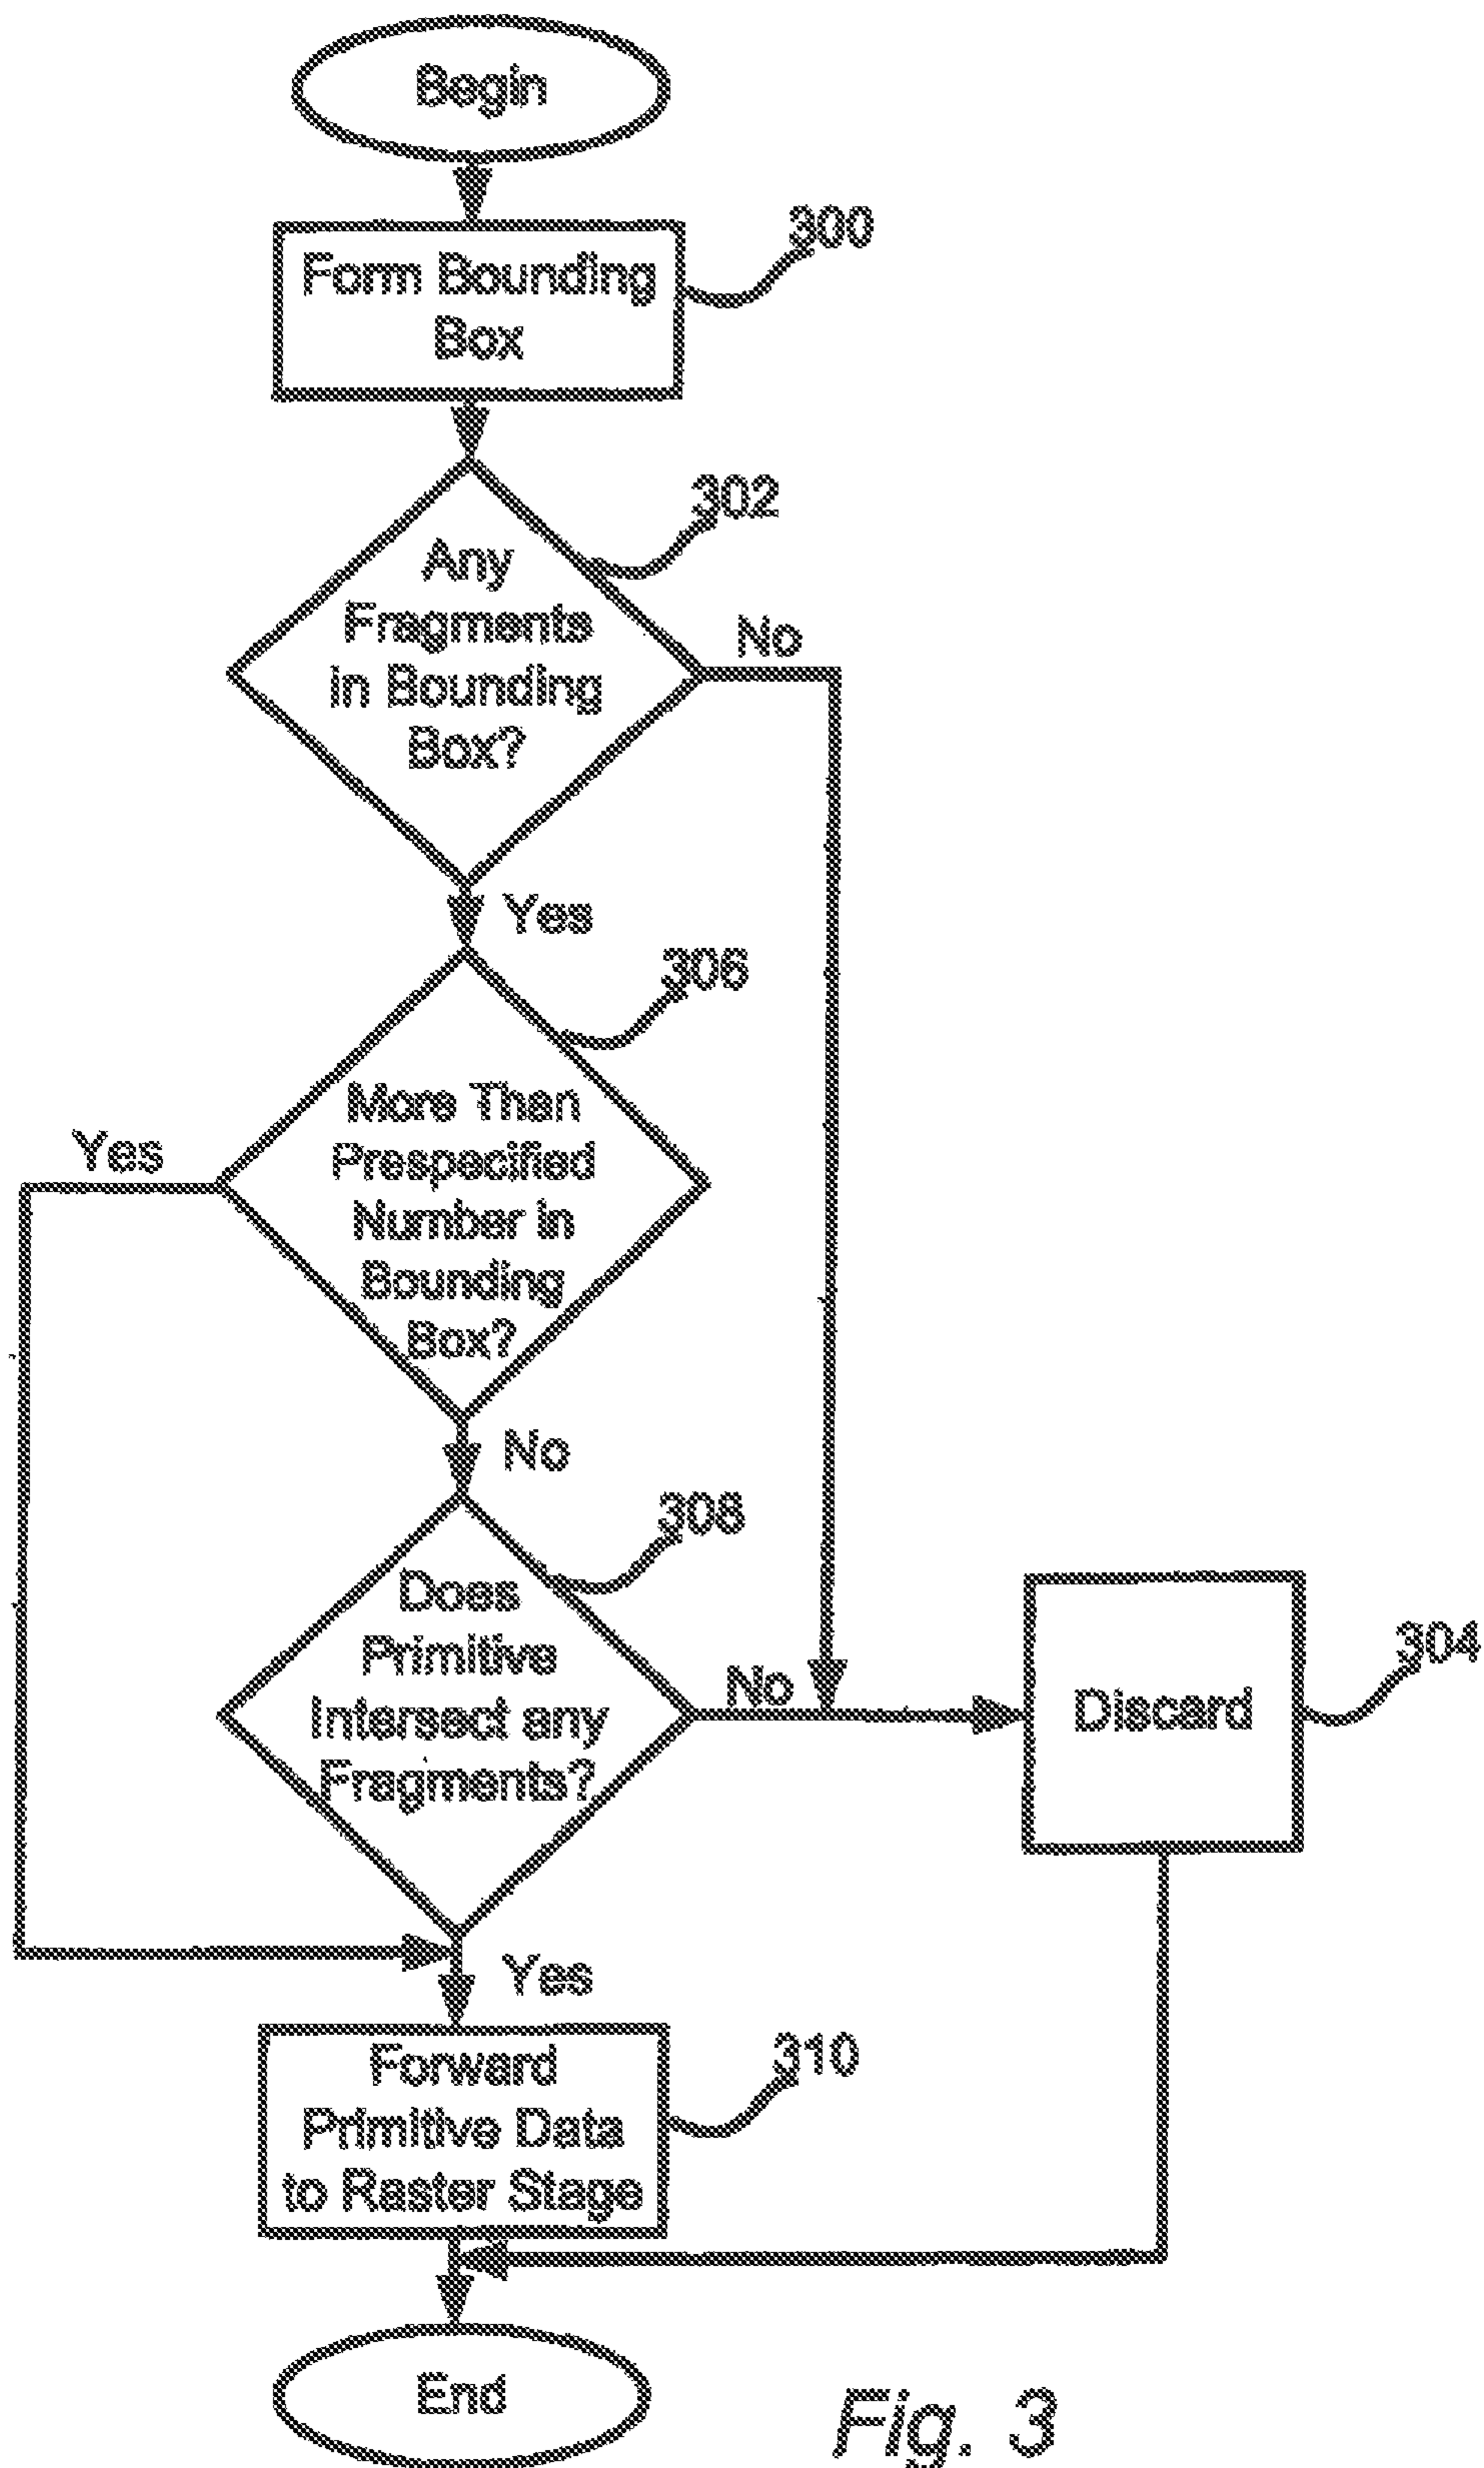 Begin
300
Form Bounding
Box
302
Any
Fragments
in Bounding
Box?
No
Yes
306
More Than
Prespecified
Number in
Bounding
Box?
Yes
No
308
Does
Primitive
Intersect any
Fragments?
No
304
Discard
Yes
310
Forward
Primitive Data
to Raster Stage
End
Fig. 3